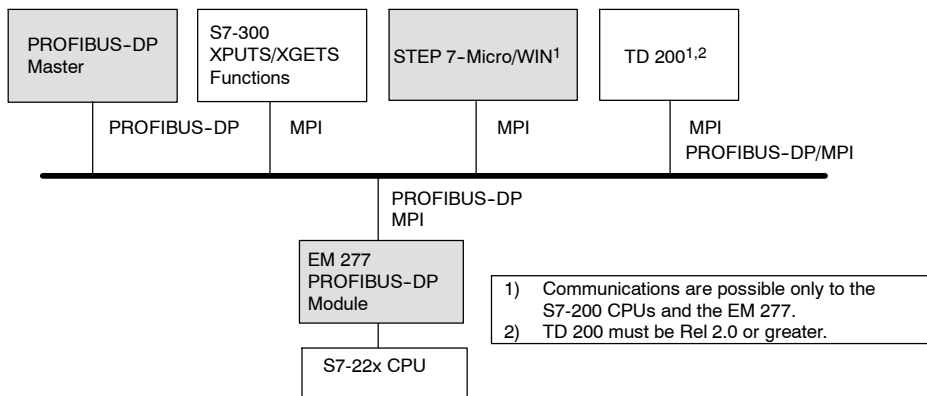 PROFIBUS-DP
Master
S7-300
XPUTS/XGETS
Functions
STEP 7-Micro/WIN¹
TD 200¹,²
PROFIBUS-DP
MPI
MPI
MPI
PROFIBUS-DP/MPI
PROFIBUS-DP
MPI
EM 277
PROFIBUS-DP
Module
S7-22x CPU
1) Communications are possible only to the
S7-200 CPUs and the EM 277.
2) TD 200 must be Rel 2.0 or greater.